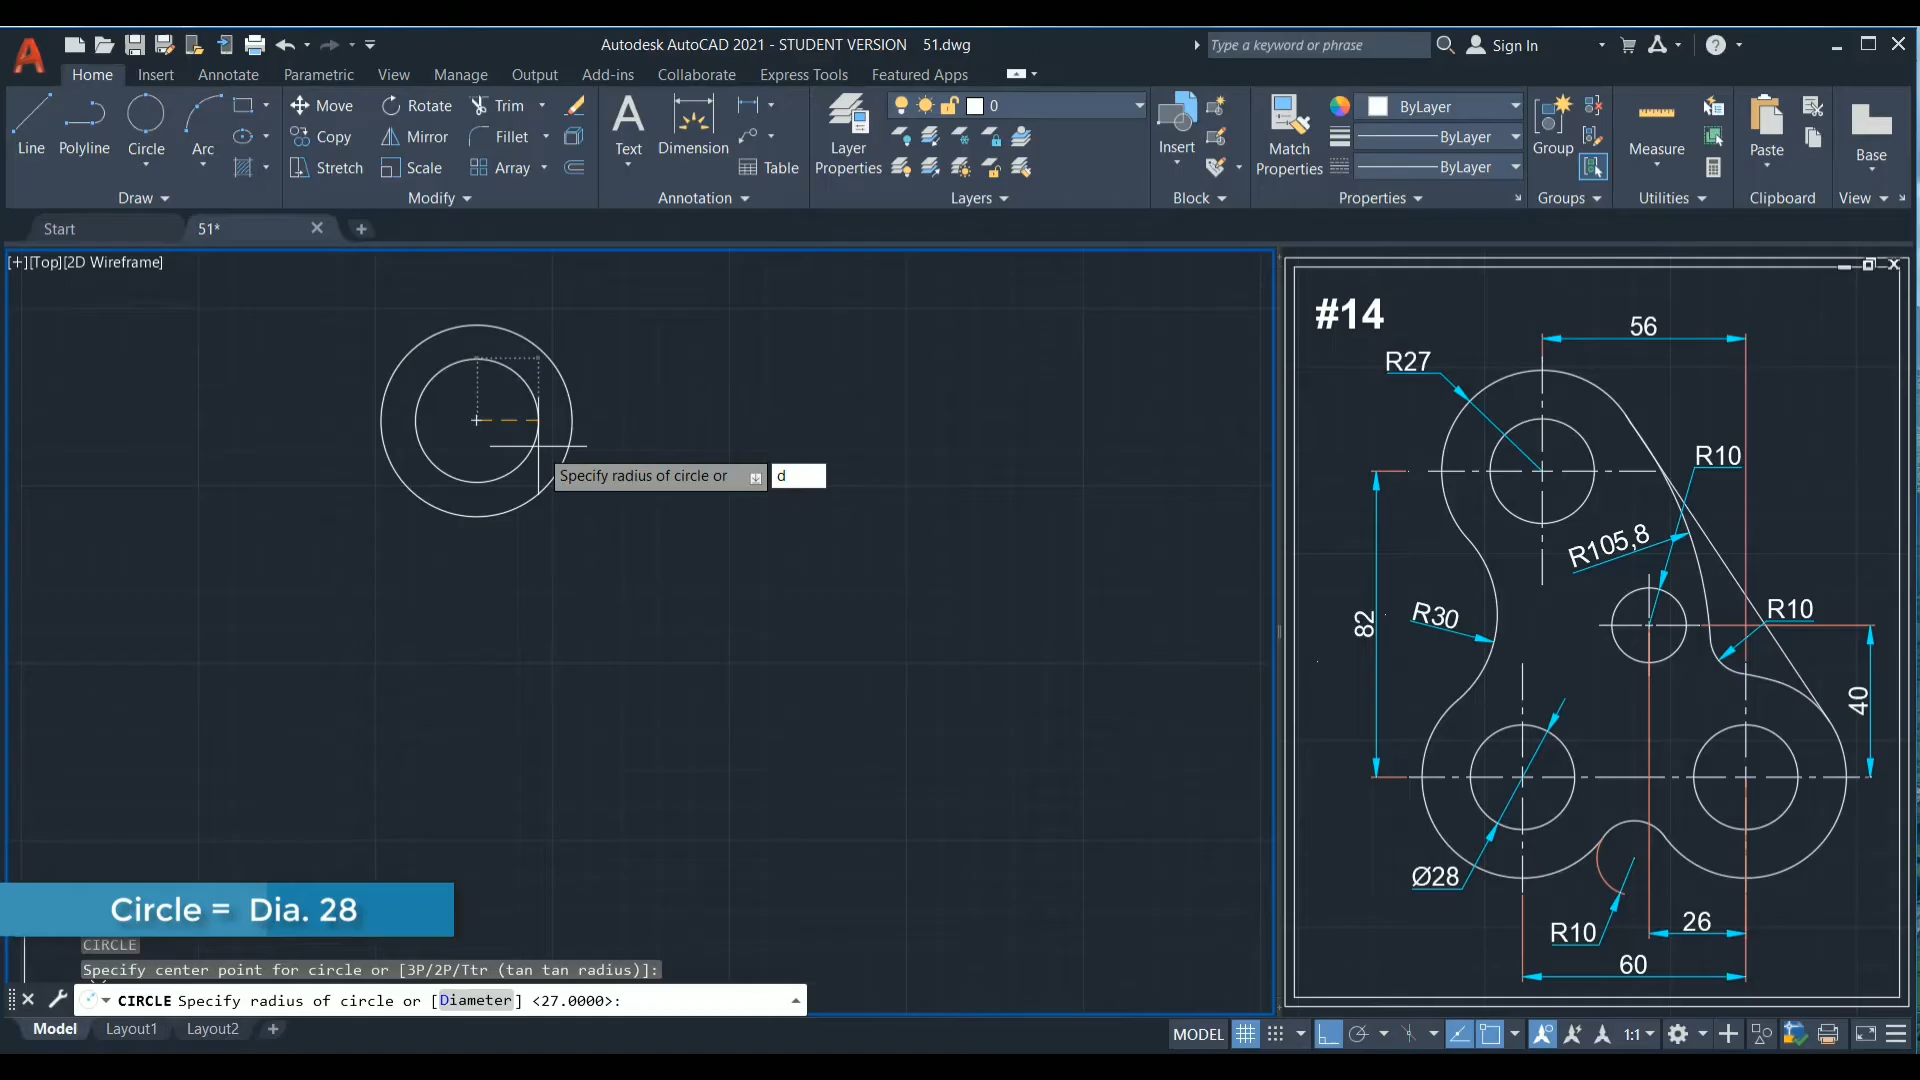 Autodesk AutoCAD 2021 - STUDENT VERSION 51.dwg
Type a keyword or phrase
Sign In
Home Insert Annotate Parametric View Manage Output Add-ins Collaborate Express Tools Featured Apps
Line Polyline Circle Arc
Move Rotate Trim
Copy Mirror Fillet
Stretch Scale Array
Text Dimension Table
Layer Properties
0
Insert
Match Properties
ByLayer
ByLayer
ByLayer
Group
Measure
Paste
Base
Draw Modify Annotation Layers Block Properties Groups Utilities Clipboard View
Start 51*
[+][Top][2D Wireframe]
Specify radius of circle or d
#14
56
R27
R10
R105,8
82
R30
R10
40
Ø28
R10
26
60
Circle = Dia. 28
CIRCLE
Specify center point for circle or [3P/2P/Ttr (tan tan radius)]:
CIRCLE Specify radius of circle or [Diameter] <27.0000>:
Model Layout1 Layout2
MODEL 1:1